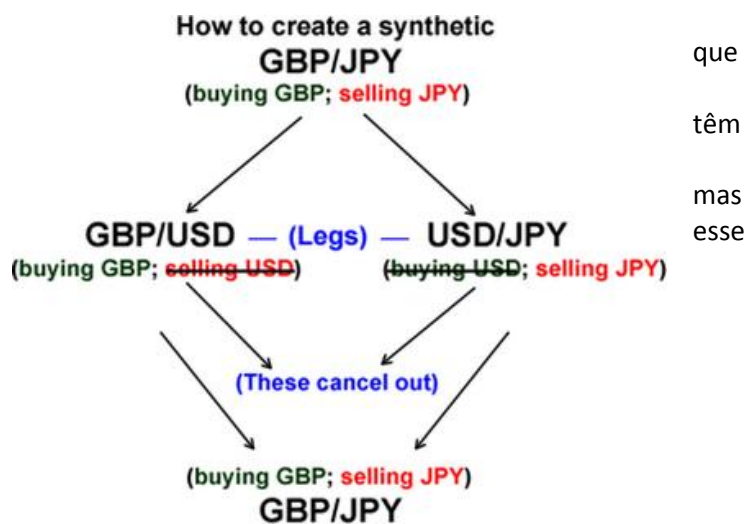 How to create a synthetic
GBP/JPY
(buying GBP; selling JPY)
GBP/USD — (Legs) — USD/JPY
(buying GBP; selling USD) (buying USD; selling JPY)
(These cancel out)
(buying GBP; selling JPY)
GBP/JPY
que
têm
mas
esse